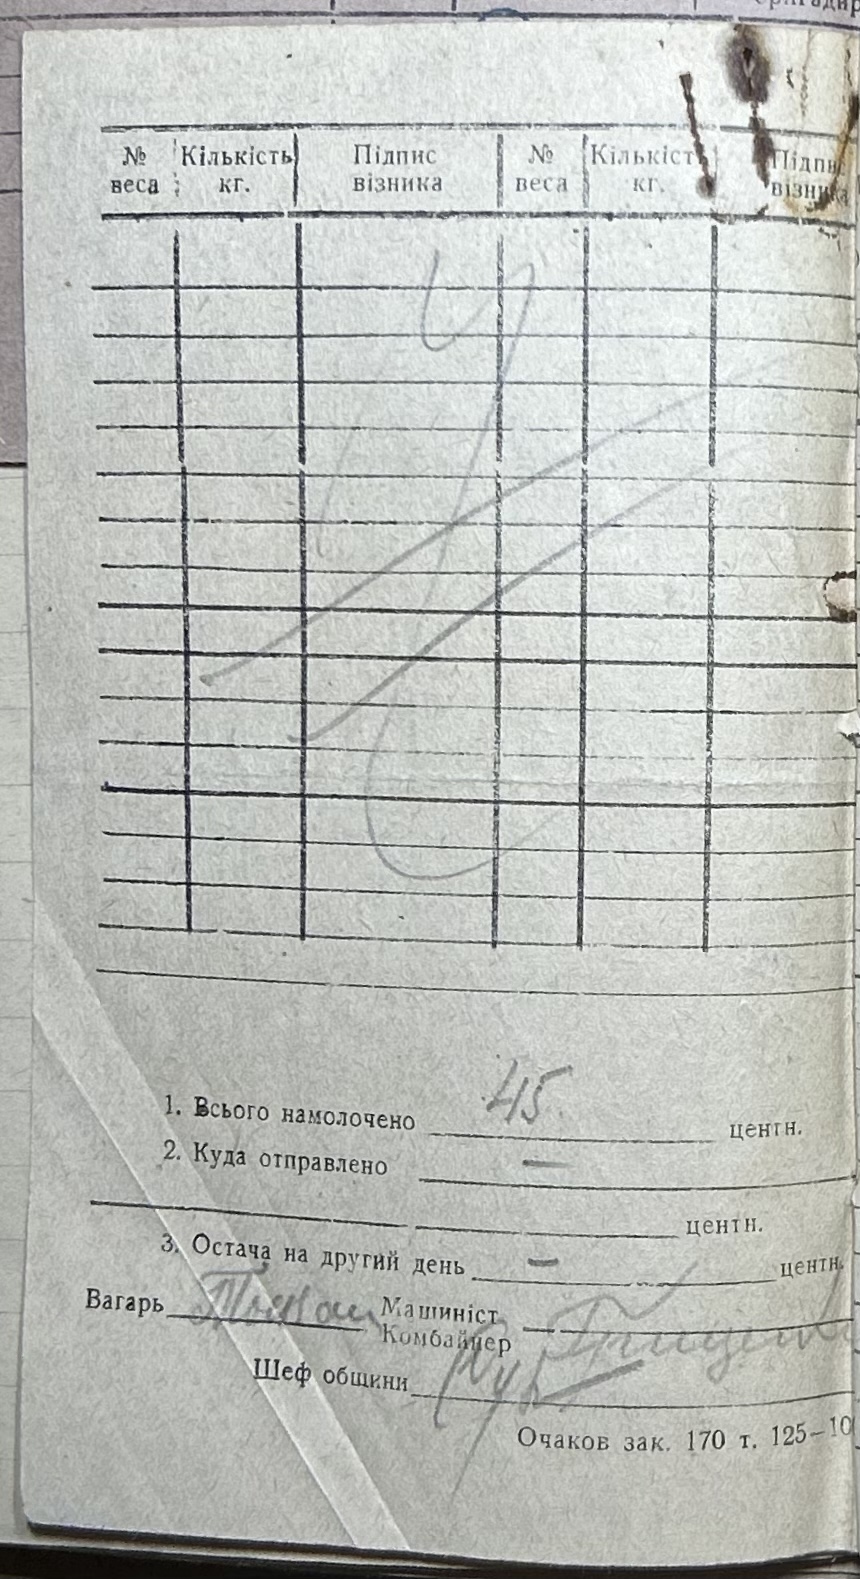 № веса Кількість кг. Підпис візника № веса Кількість кг. Підпи візника
45
1. Всього намолочено центн.
2. Куда отправлено —
центн.
3. Остача на другий день — центн.
Вагарь Машиніст
Комбайнер
Шеф общини
Очаков зак. 170 т. 125–10